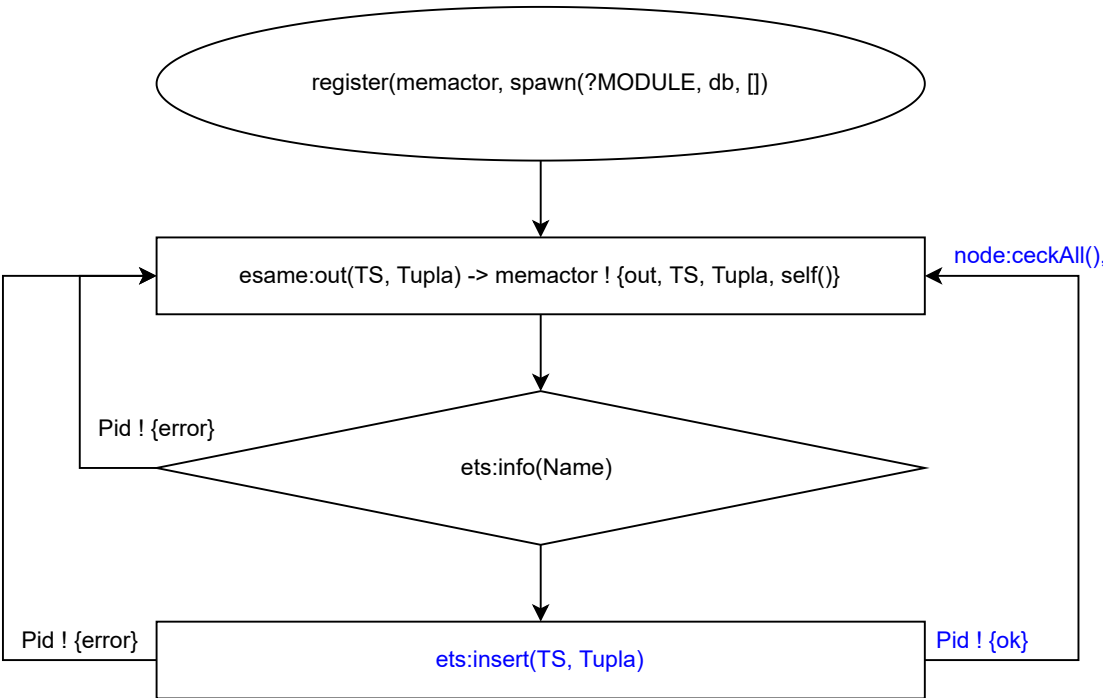 register(memactor, spawn(?MODULE, db, [])
node:ceckAll(),
esame:out(TS, Tupla) -> memactor ! {out, TS, Tupla, self()}
Pid ! {error}
ets:info(Name)
Pid ! {error}
ets:insert(TS, Tupla)
Pid ! {ok}